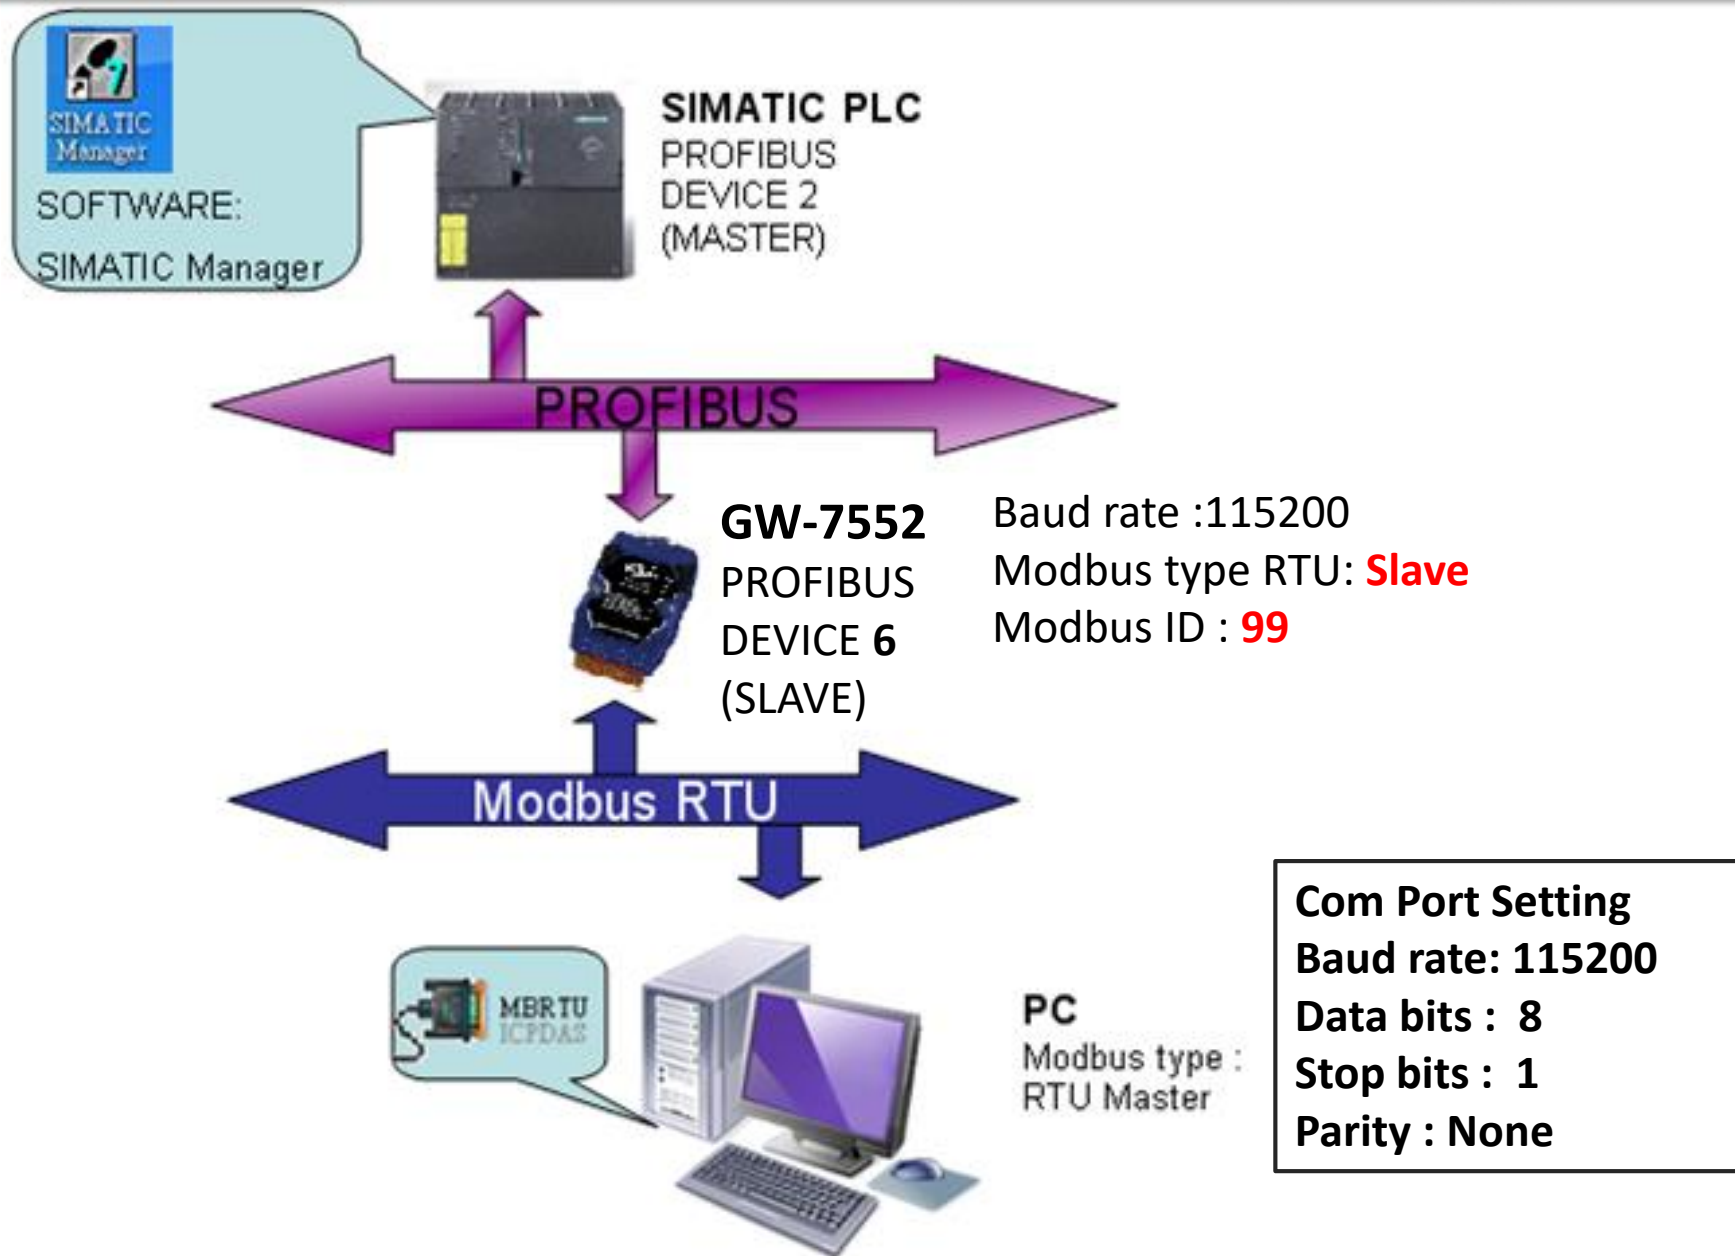 SIMATIC
Manager
SOFTWARE:
SIMATIC Manager
SIMATIC PLC
PROFIBUS
DEVICE 2
(MASTER)
PROFIBUS
GW-7552
PROFIBUS
DEVICE 6
(SLAVE)
Baud rate :115200
Modbus type RTU: Slave
Modbus ID : 99
Modbus RTU
MBRTU
ICPDAS
PC
Modbus type :
RTU Master
Com Port Setting
Baud rate: 115200
Data bits : 8
Stop bits : 1
Parity : None